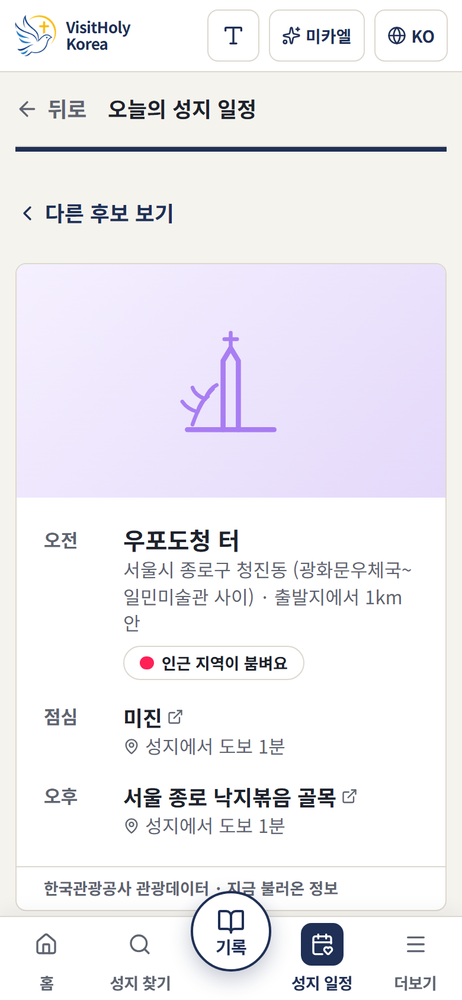 VisitHoly
Korea
미카엘
KO
뒤로 오늘의 성지 일정
다른 후보 보기
오전
우포도청 터
서울시 종로구 청진동 (광화문우체국~
일민미술관 사이) · 출발지에서 1km
안
인근 지역이 붐벼요
점심
미진
성지에서 도보 1분
오후
서울 종로 낙지볶음 골목
성지에서 도보 1분
한국관광공사 관광데이터 · 지금 불러온 정보
홈
성지 찾기
기록
성지 일정
더보기